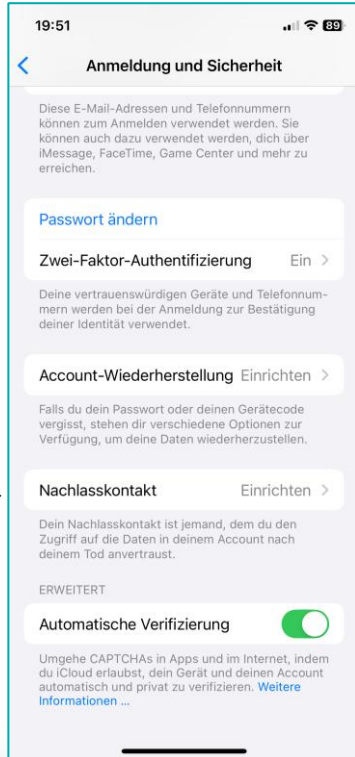 19:51 89
Anmeldung und Sicherheit
Diese E-Mail-Adressen und Telefonnummern
können zum Anmelden verwendet werden. Sie
können auch dazu verwendet werden, dich über
iMessage, FaceTime, Game Center und mehr zu
erreichen.
Passwort ändern
Zwei-Faktor-Authentifizierung Ein
Deine vertrauenswürdigen Geräte und Telefonnum-
mern werden bei der Anmeldung zur Bestätigung
deiner Identität verwendet.
Account-Wiederherstellung Einrichten
Falls du dein Passwort oder deinen Gerätecode
vergisst, stehen dir verschiedene Optionen zur
Verfügung, um deine Daten wiederherzustellen.
Nachlasskontakt Einrichten
Dein Nachlasskontakt ist jemand, dem du den
Zugriff auf die Daten in deinem Account nach
deinem Tod anvertraust.
ERWEITERT
Automatische Verifizierung
Umgehe CAPTCHAs in Apps und im Internet, indem
du iCloud erlaubst, dein Gerät und deinen Account
automatisch und privat zu verifizieren. Weitere
Informationen ...